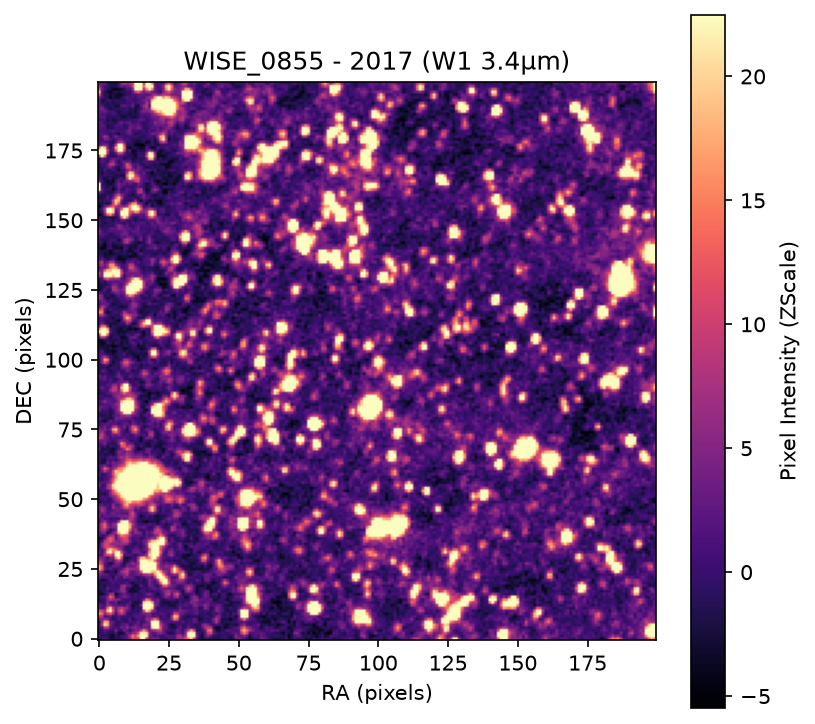 WISE_0855 - 2017 (W1 3.4μm)
DEC (pixels)
175
150
125
100
75
50
25
0
0 25 50 75 100 125 150 175
RA (pixels)
20
15
10
5
0
−5
Pixel Intensity (ZScale)